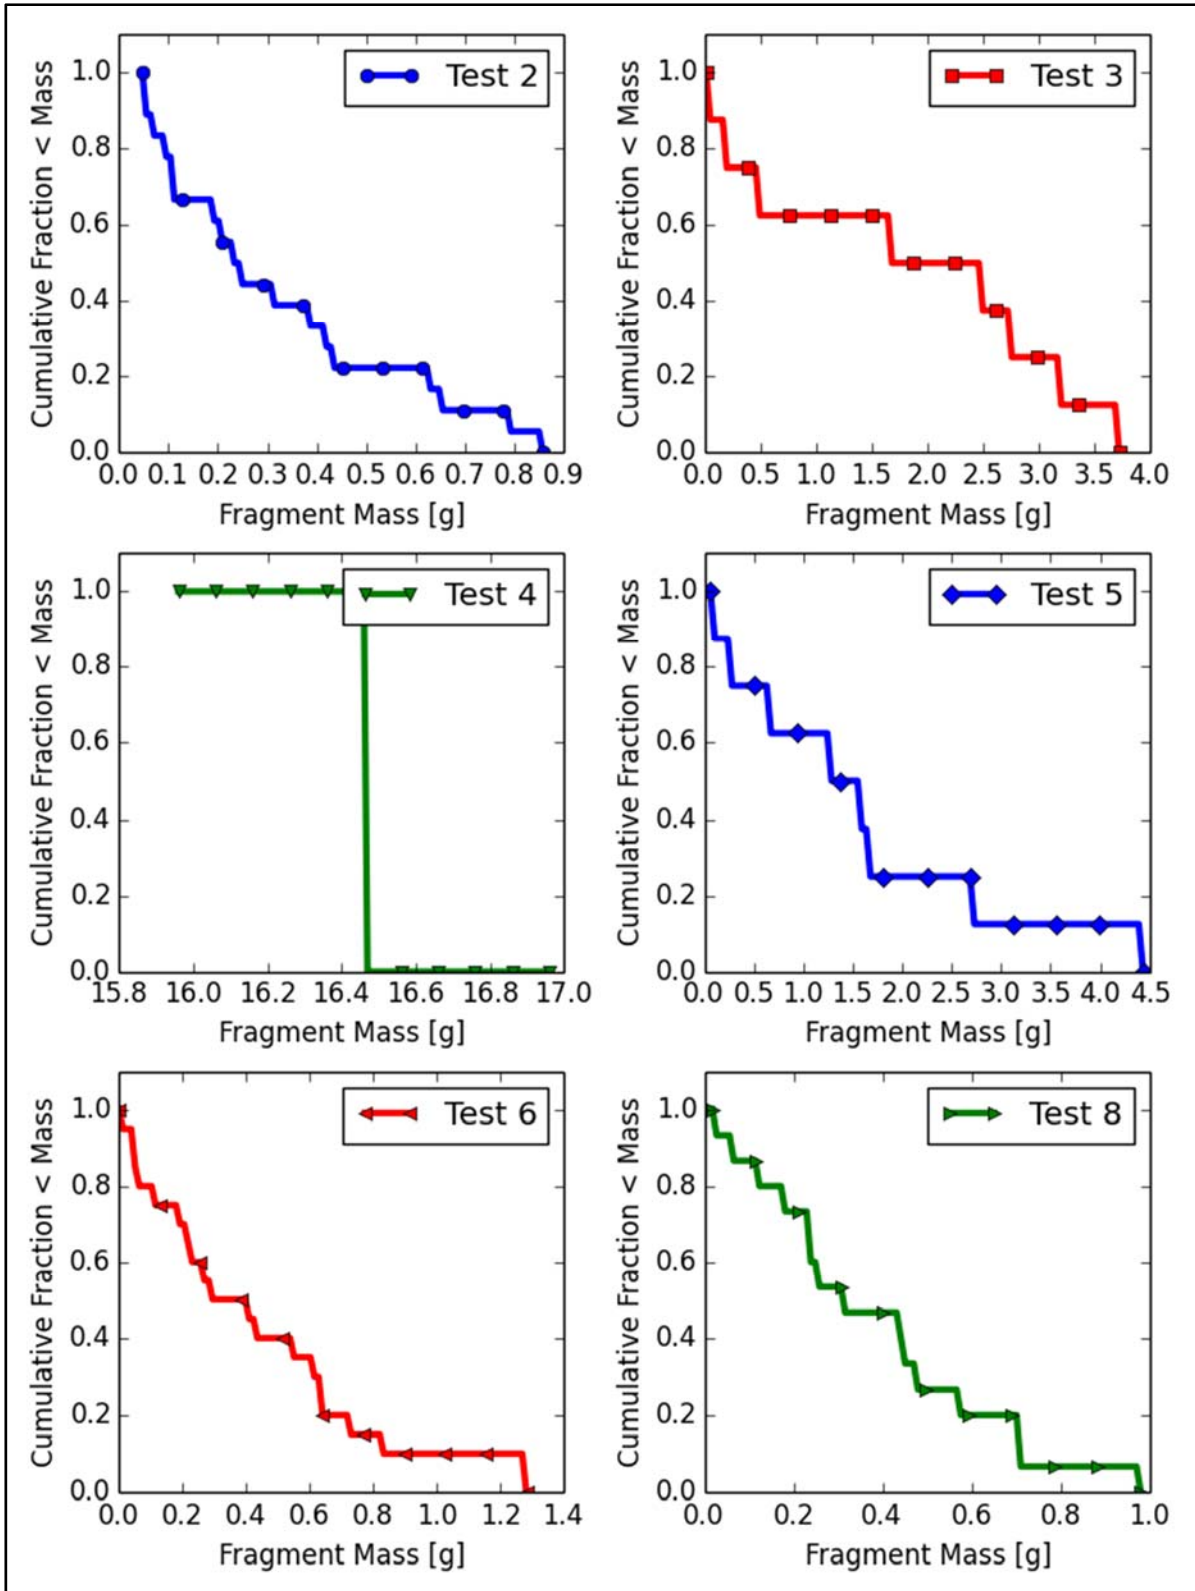 Test 2
Cumulative Fraction < Mass
1.0
0.8
0.6
0.4
0.2
0.0
0.0 0.1 0.2 0.3 0.4 0.5 0.6 0.7 0.8 0.9
Fragment Mass [g]
Test 3
Cumulative Fraction < Mass
1.0
0.8
0.6
0.4
0.2
0.0
0.0 0.5 1.0 1.5 2.0 2.5 3.0 3.5 4.0
Fragment Mass [g]
Test 4
Cumulative Fraction < Mass
1.0
0.8
0.6
0.4
0.2
0.0
15.8 16.0 16.2 16.4 16.6 16.8 17.0
Fragment Mass [g]
Test 5
Cumulative Fraction < Mass
1.0
0.8
0.6
0.4
0.2
0.0
0.0 0.5 1.0 1.5 2.0 2.5 3.0 3.5 4.0 4.5
Fragment Mass [g]
Test 6
Cumulative Fraction < Mass
1.0
0.8
0.6
0.4
0.2
0.0
0.0 0.2 0.4 0.6 0.8 1.0 1.2 1.4
Fragment Mass [g]
Test 8
Cumulative Fraction < Mass
1.0
0.8
0.6
0.4
0.2
0.0
0.0 0.2 0.4 0.6 0.8 1.0
Fragment Mass [g]